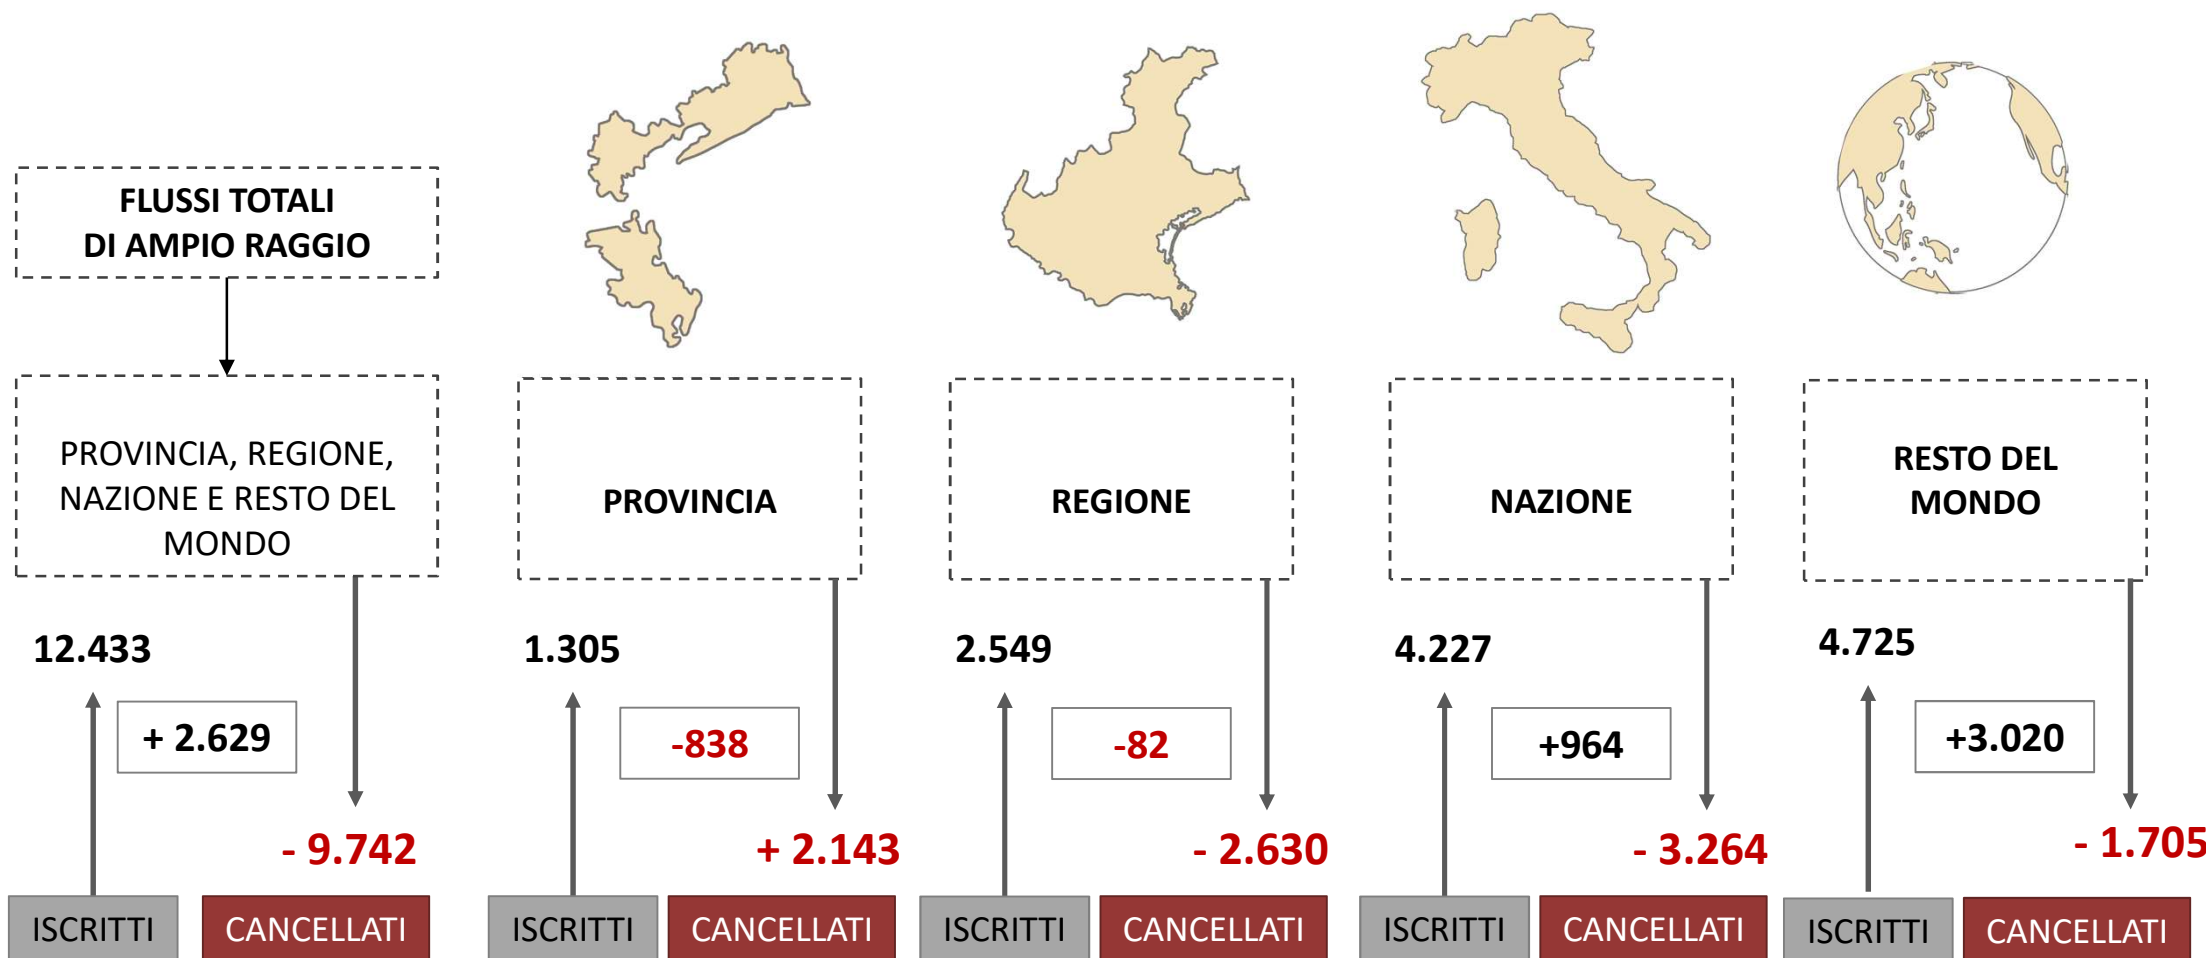 FLUSSI TOTALI
DI AMPIO RAGGIO
PROVINCIA, REGIONE,
NAZIONE E RESTO DEL
MONDO
12.433
+ 2.629
- 9.742
ISCRITTI
CANCELLATI
PROVINCIA
1.305
-838
+ 2.143
ISCRITTI
CANCELLATI
REGIONE
2.549
-82
- 2.630
ISCRITTI
CANCELLATI
NAZIONE
4.227
+964
- 3.264
ISCRITTI
CANCELLATI
RESTO DEL
MONDO
4.725
+3.020
- 1.705
ISCRITTI
CANCELLATI